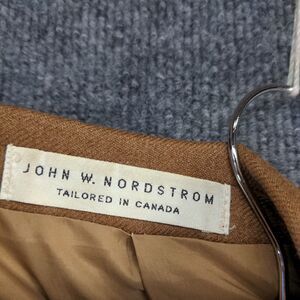 JOHN W. NORDSTROM
TAILORED IN CANADA